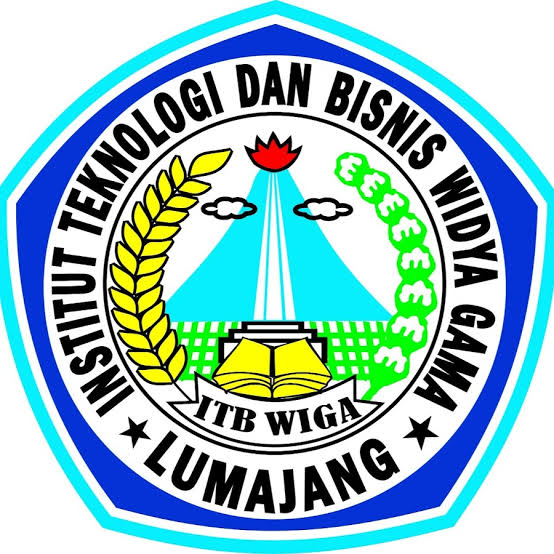 INSTITUT TEKNOLOGI DAN BISNIS WIDYA GAMA
ITB WIGA
LUMAJANG